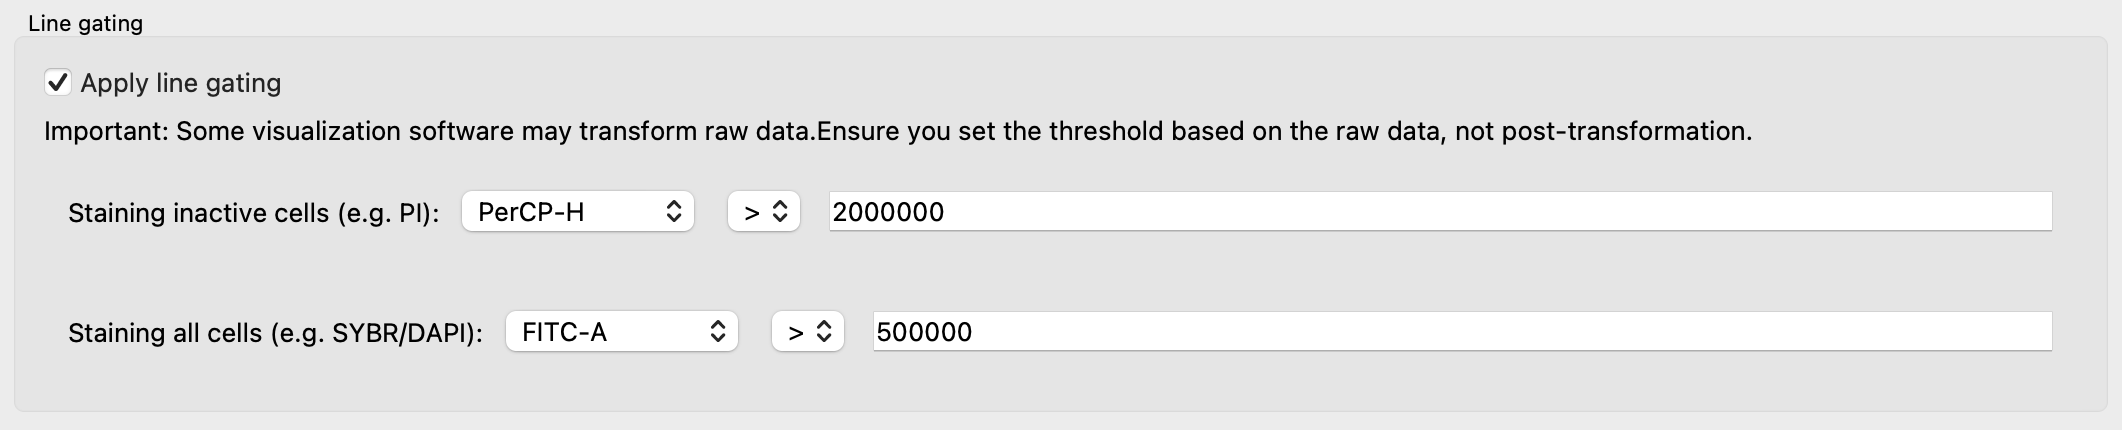 Line gating
Apply line gating
Important: Some visualization software may transform raw data.Ensure you set the threshold based on the raw data, not post-transformation.
Staining inactive cells (e.g. PI): PerCP-H > 2000000
Staining all cells (e.g. SYBR/DAPI): FITC-A > 500000